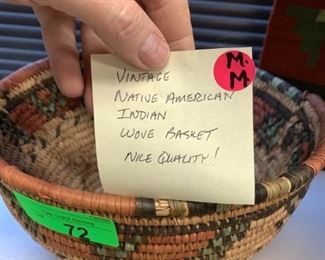 M.M
VINTAGE
NATIVE AMERICAN
INDIAN
WOVE BASKET
NICE QUALITY!
72